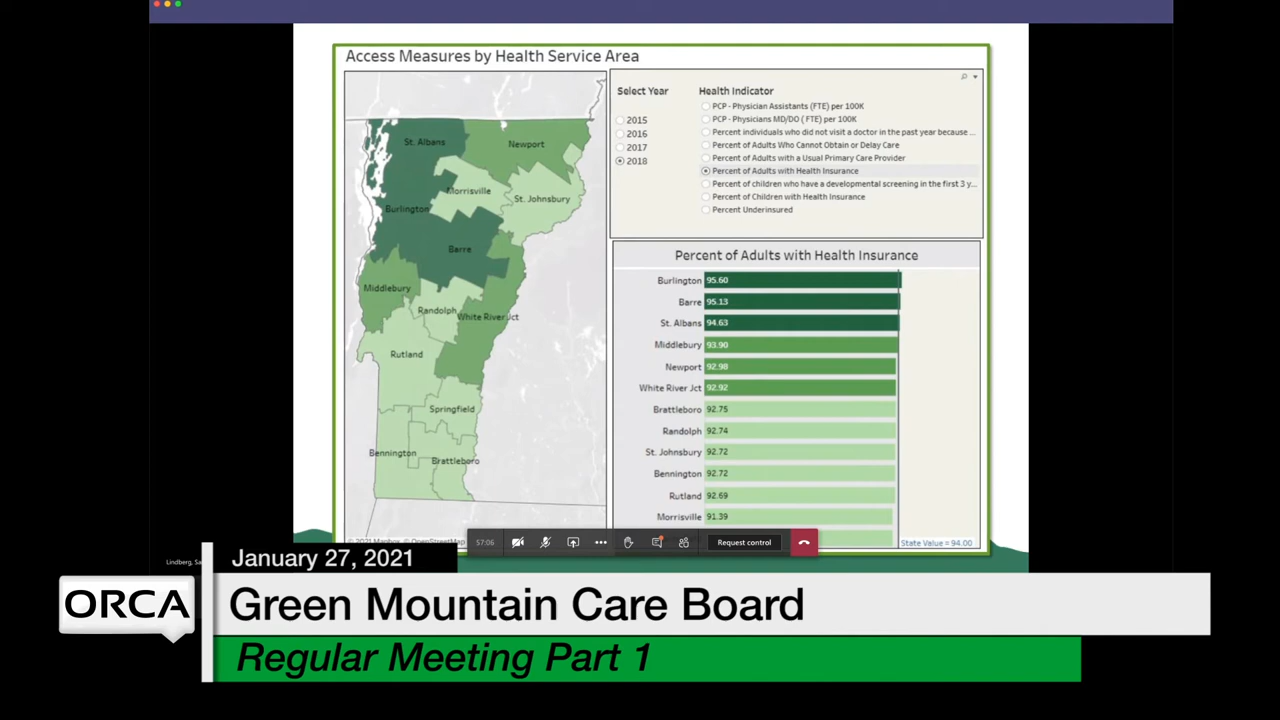 Access Measures by Health Service Area
St. Albans
Newport
Morrisville
St. Johnsbury
Burlington
Barre
Middlebury
Randolph
White River Jct
Rutland
Springfield
Bennington
Brattleboro
© 2021 Mapbox © OpenStreetMap
Select Year
2015
2016
2017
2018
Health Indicator
PCP - Physician Assistants (FTE) per 100K
PCP - Physicians MD/DO ( FTE) per 100K
Percent individuals who did not visit a doctor in the past year because ...
Percent of Adults Who Cannot Obtain or Delay Care
Percent of Adults with a Usual Primary Care Provider
Percent of Adults with Health Insurance
Percent of children who have a developmental screening in the first 3 y...
Percent of Children with Health Insurance
Percent Underinsured
Percent of Adults with Health Insurance
Burlington 95.60
Barre 95.13
St. Albans 94.63
Middlebury 93.90
Newport 92.98
White River Jct 92.92
Brattleboro 92.75
Randolph 92.74
St. Johnsbury 92.72
Bennington 92.72
Rutland 92.69
Morrisville 91.39
State Value = 94.00
57:06
Request control
Lindberg,
January 27, 2021
ORCA
Green Mountain Care Board
Regular Meeting Part 1